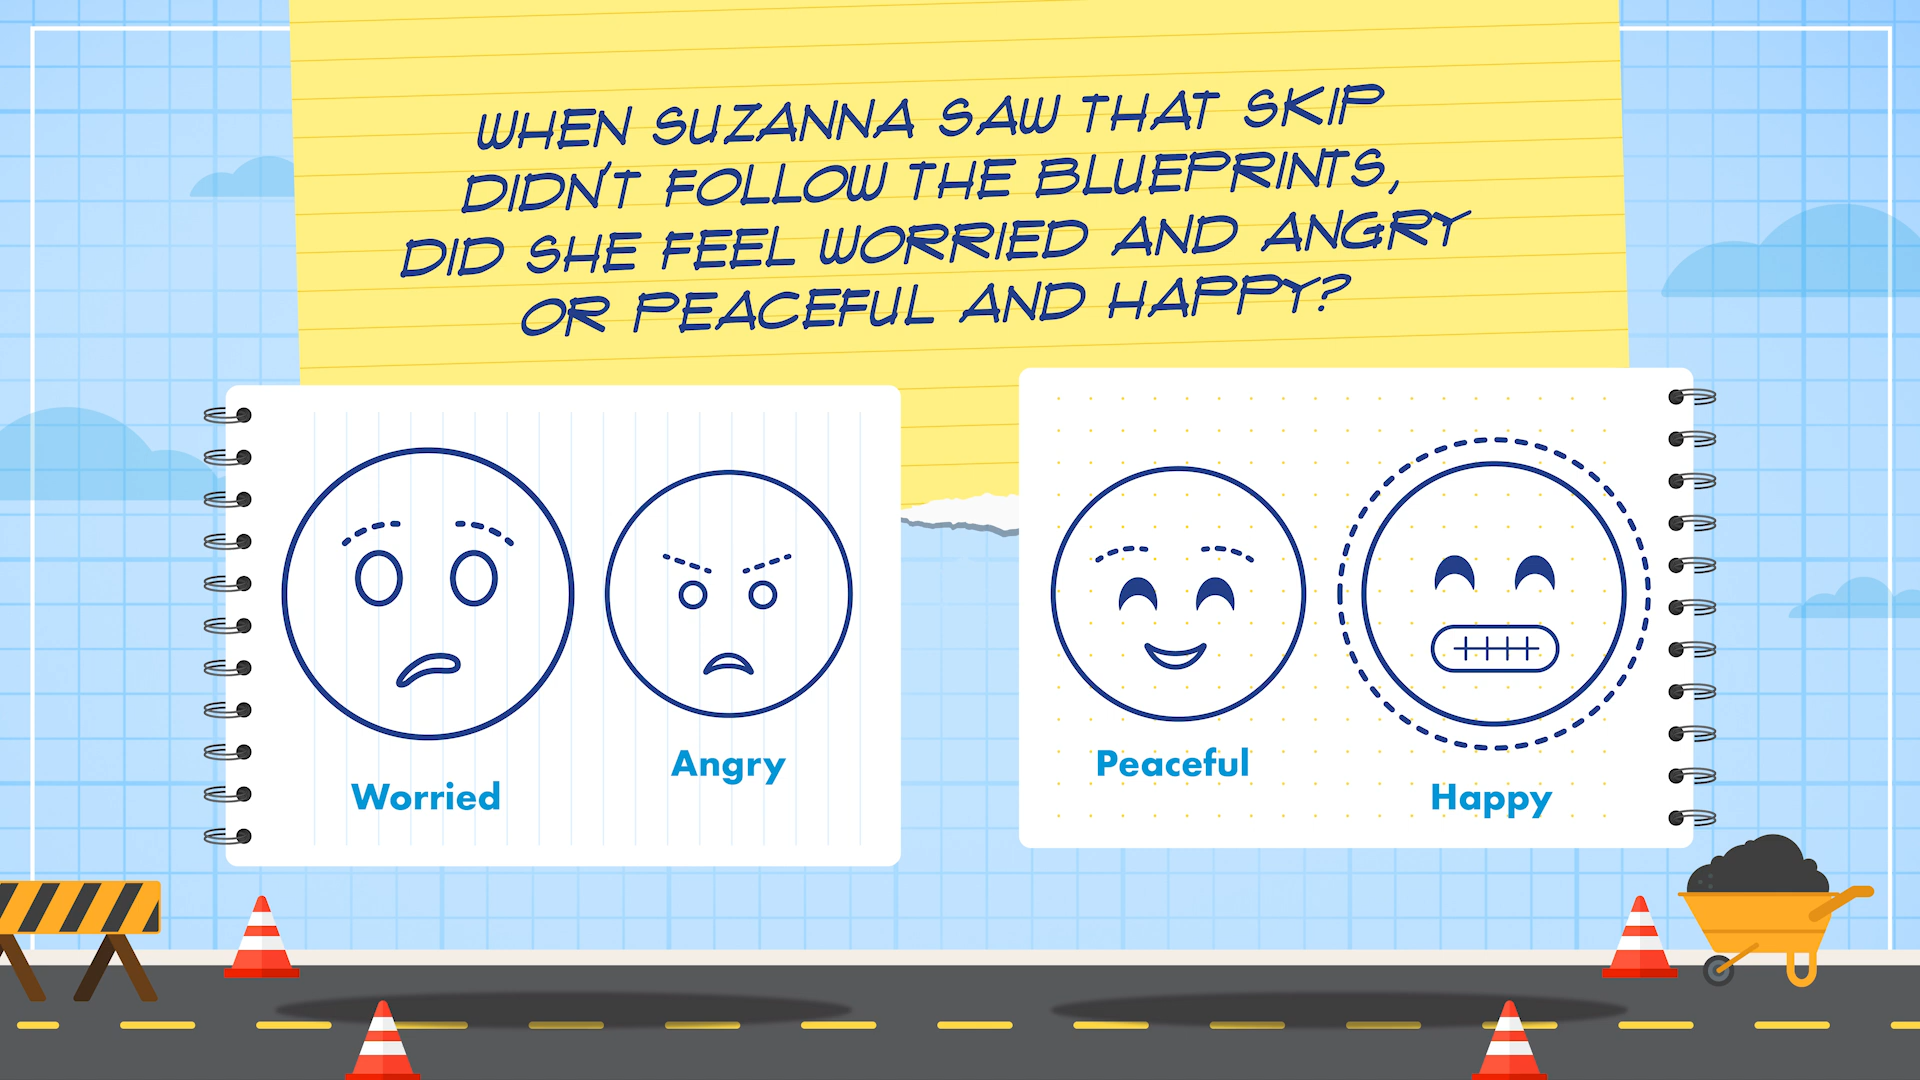 WHEN SUZANNA SAW THAT SKIP
DIDN'T FOLLOW THE BLUEPRINTS,
DID SHE FEEL WORRIED AND ANGRY
OR PEACEFUL AND HAPPY?
Worried
Angry
Peaceful
Happy